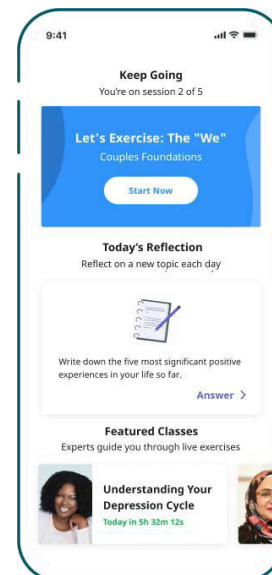 9:41
Keep Going
You're on session 2 of 5
Let's Exercise: The "We"
Couples Foundations
Start Now
Today's Reflection
Reflect on a new topic each day
Write down the five most significant positive
experiences in your life so far.
Answer >
Featured Classes
Experts guide you through live exercises
Understanding Your
Depression Cycle
Today in 5h 32m 12s